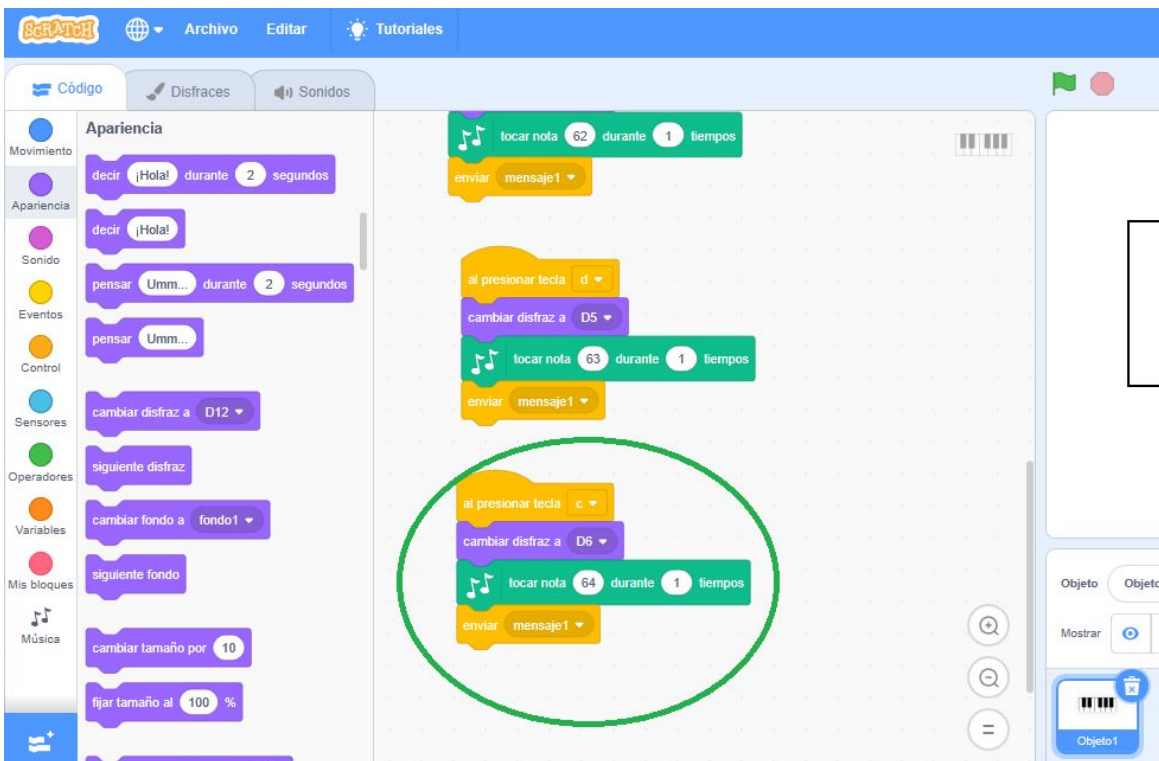 SCRATCH Archivo Editar Tutoriales
Código Disfraces Sonidos
Movimiento
Apariencia
Sonido
Eventos
Control
Sensores
Operadores
Variables
Mis bloques
Música
Apariencia
decir ¡Hola! durante 2 segundos
decir ¡Hola!
pensar Umm... durante 2 segundos
pensar Umm...
cambiar disfraz a D12
siguiente disfraz
cambiar fondo a fondo1
siguiente fondo
cambiar tamaño por 10
fijar tamaño al 100 %
tocar nota 62 durante 1 tiempos
enviar mensaje1
al presionar tecla d
cambiar disfraz a D5
tocar nota 63 durante 1 tiempos
enviar mensaje1
al presionar tecla c
cambiar disfraz a D6
tocar nota 64 durante 1 tiempos
enviar mensaje1
Objeto Objeto
Mostrar
Objeto1